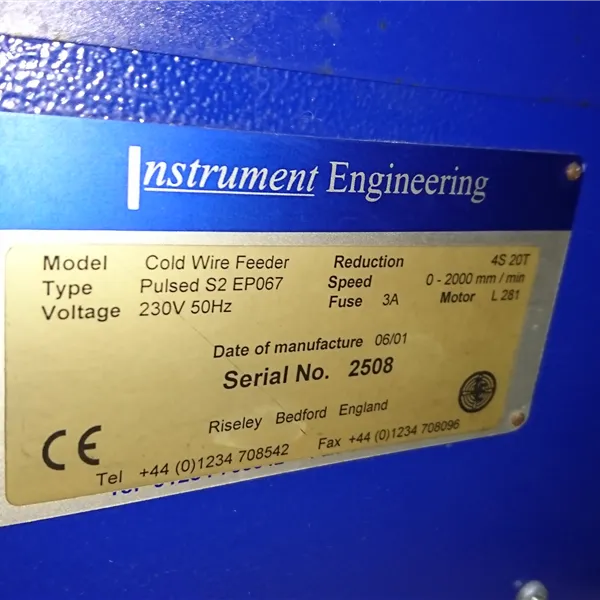 Instrument Engineering
Model Cold Wire Feeder Reduction 4S 20T
Type Pulsed S2 EP067 Speed 0 - 2000 mm / min
Voltage 230V 50Hz Fuse 3A Motor L 281
Date of manufacture 06/01
Serial No. 2508
Riseley Bedford England
CE
Tel +44 (0)1234 708542 Fax +44 (0)1234 708096